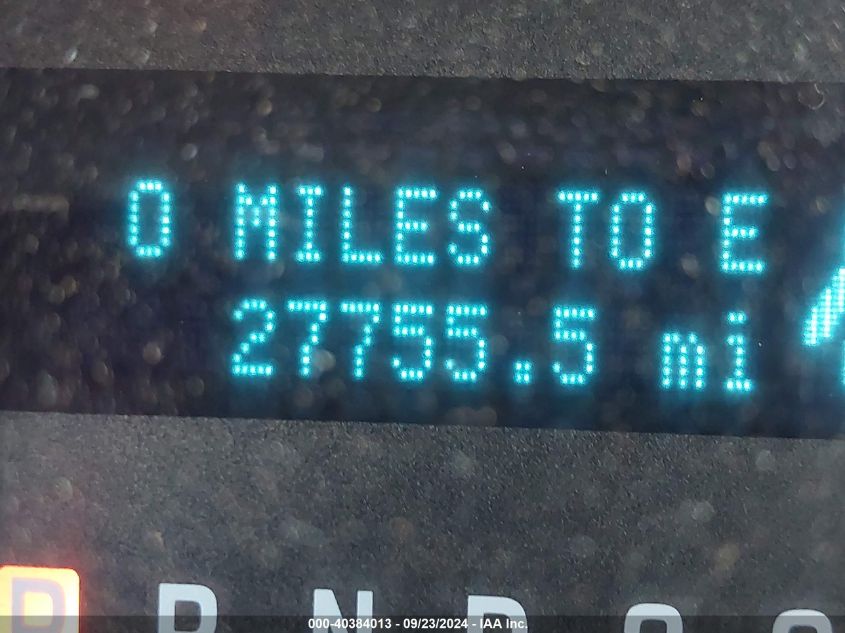 0 MILES TO E
27755.5 mi
P R N D
000-40384013 - 09/23/2024 - IAA Inc.